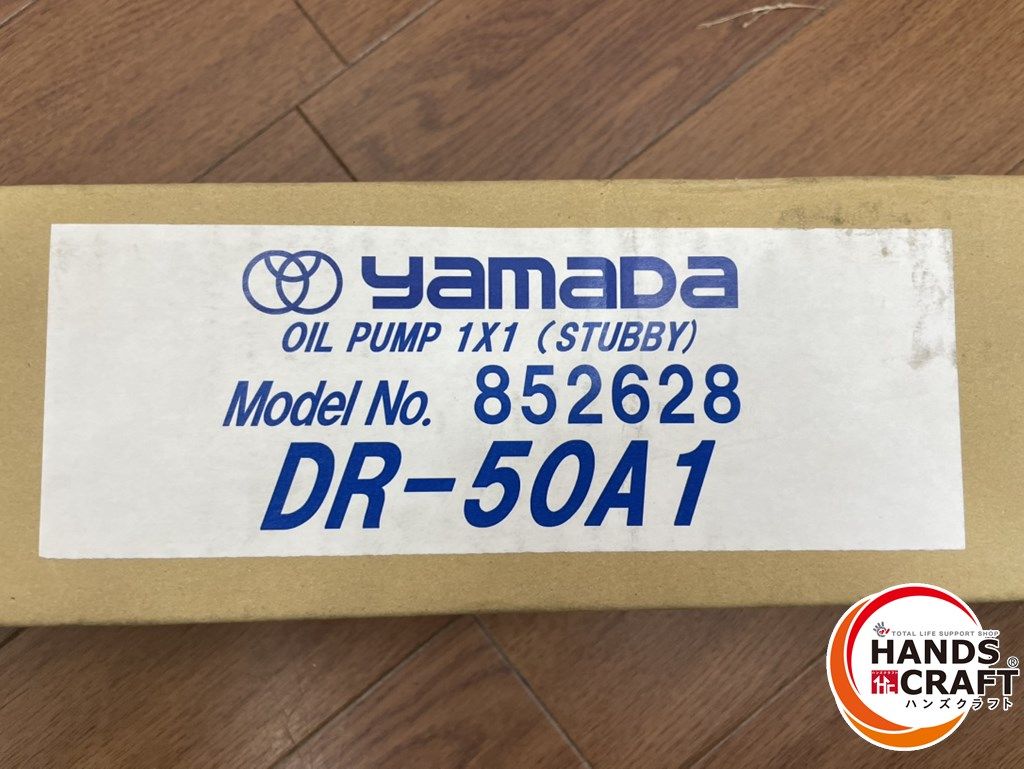 yamada
OIL PUMP 1X1 (STUBBY)
Model No. 852628
DR-50A1
TOTAL LIFE SUPPORT SHOP
HANDS
CRAFT®
ハンズクラフト